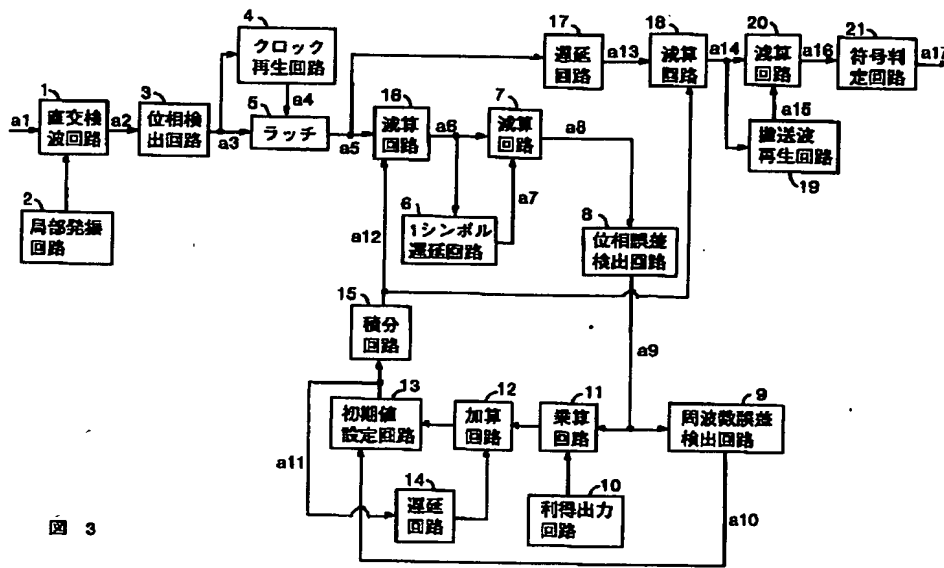 4
クロック
再生回路
17
遅延
回路
a13
18
減算
回路
a14
20
減算
回路
a16
21
符号判
定回路
a17
a1
1
直交検
波回路
a2
3
位相検
出回路
a3
a4
5
ラッチ
a5
16
減算
回路
a6
7
減算
回路
a8
a15
搬送波
再生回路
19
2
局部発振
回路
a12
6
1シンボル
遅延回路
a7
8
位相誤差
検出回路
15
積分
回路
a9
13
初期値
設定回路
12
加算
回路
11
乗算
回路
9
周波数誤差
検出回路
a11
14
遅延
回路
10
利得出力
回路
a10
図 3